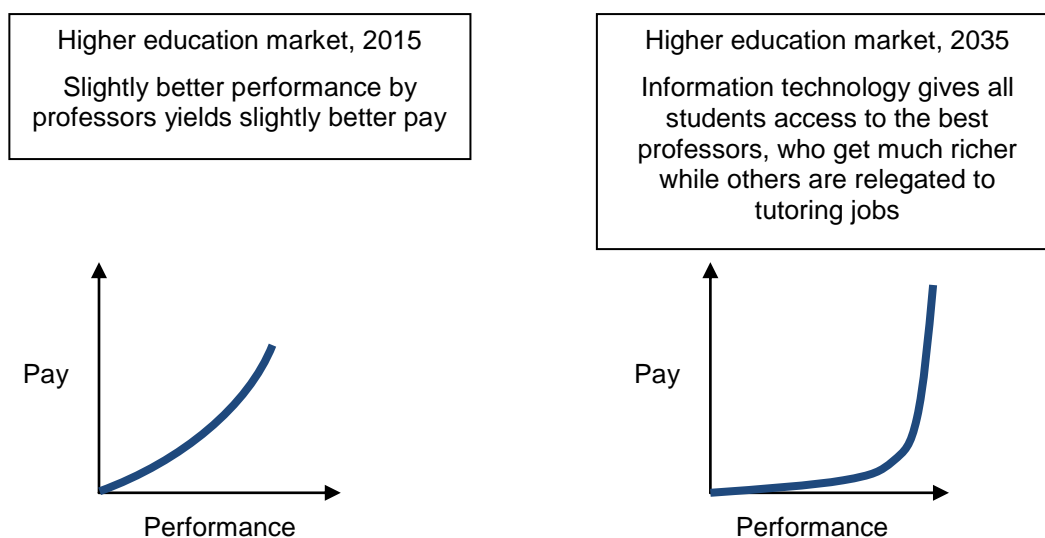 Higher education market, 2015
Slightly better performance by
professors yields slightly better pay
Higher education market, 2035
Information technology gives all
students access to the best
professors, who get much richer
while others are relegated to
tutoring jobs
Pay
Performance
Pay
Performance